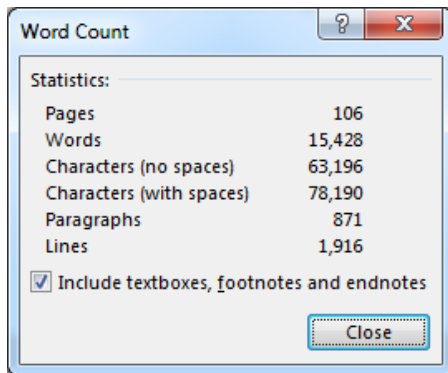 Word Count
?
Statistics:
Pages 106
Words 15,428
Characters (no spaces) 63,196
Characters (with spaces) 78,190
Paragraphs 871
Lines 1,916
Include textboxes, footnotes and endnotes
Close